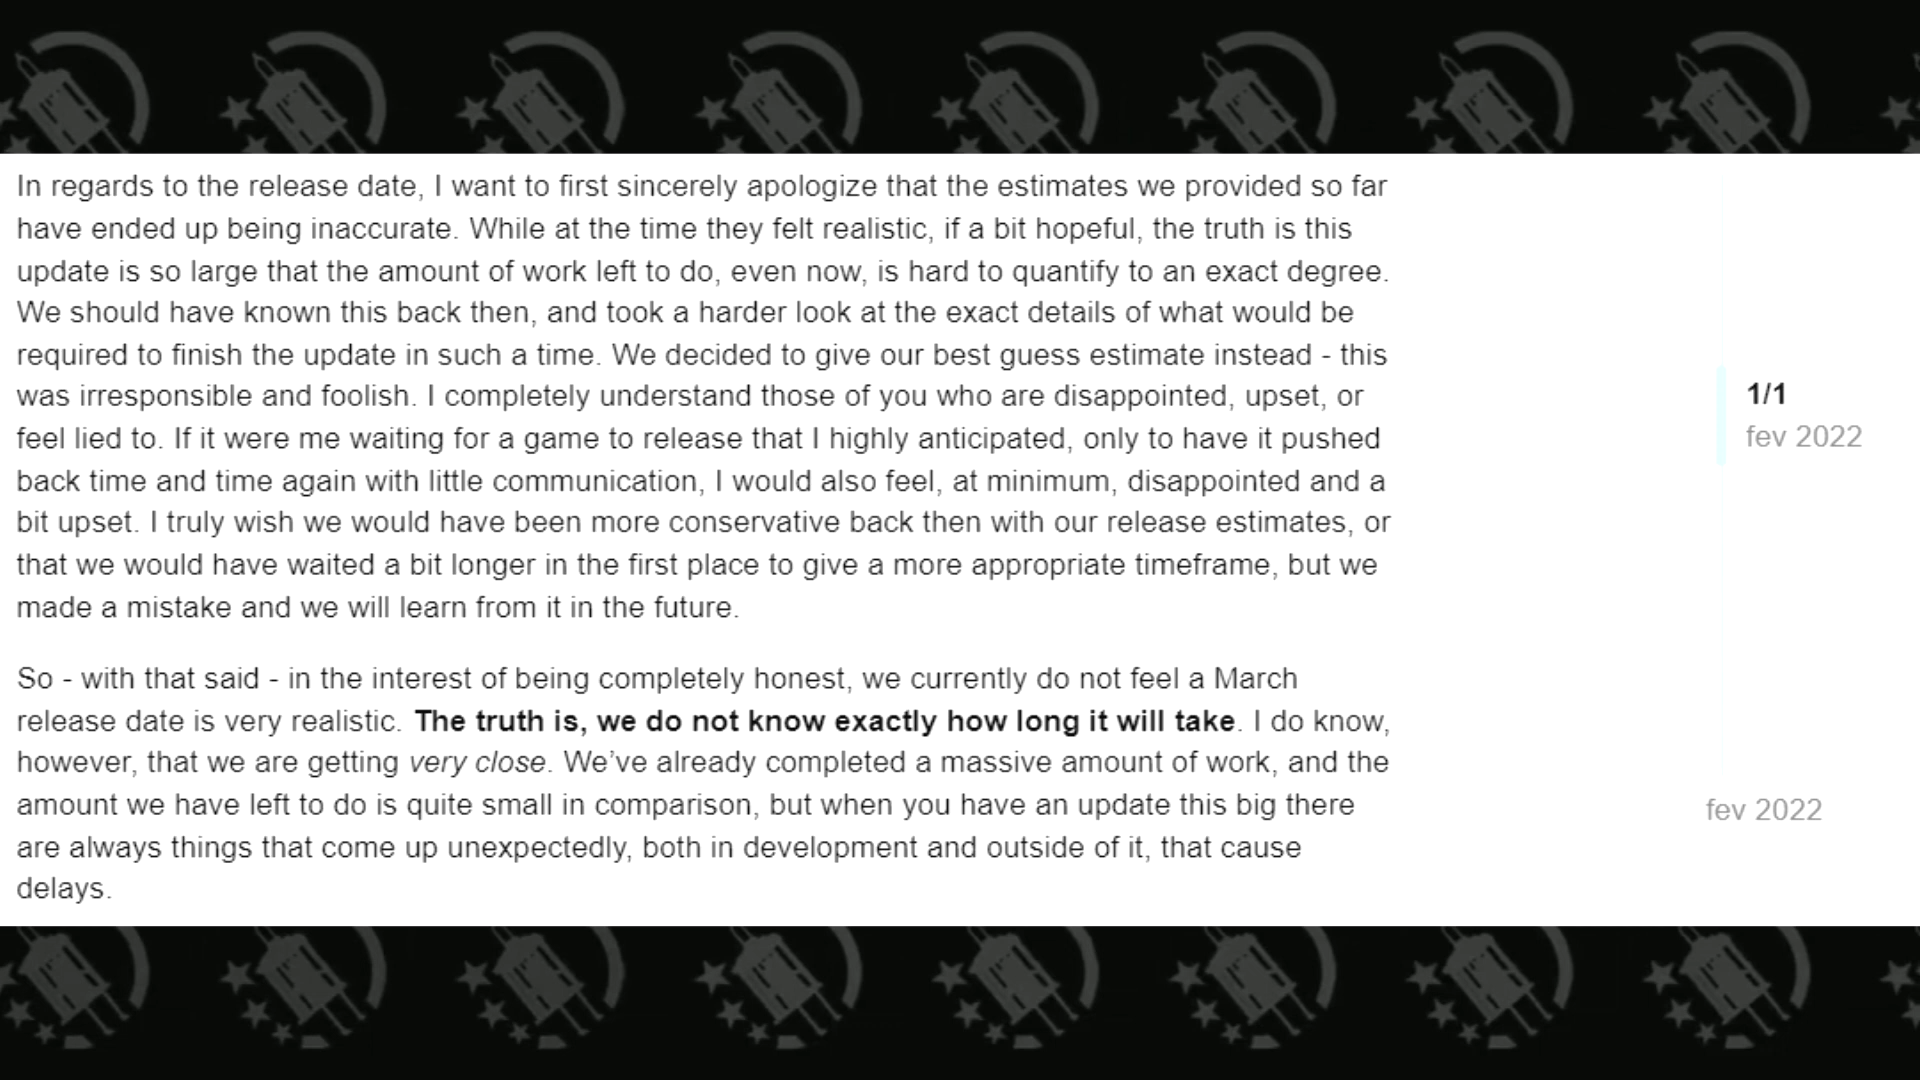 In regards to the release date, I want to first sincerely apologize that the estimates we provided so far
have ended up being inaccurate. While at the time they felt realistic, if a bit hopeful, the truth is this
update is so large that the amount of work left to do, even now, is hard to quantify to an exact degree.
We should have known this back then, and took a harder look at the exact details of what would be
required to finish the update in such a time. We decided to give our best guess estimate instead - this
was irresponsible and foolish. I completely understand those of you who are disappointed, upset, or
feel lied to. If it were me waiting for a game to release that I highly anticipated, only to have it pushed
back time and time again with little communication, I would also feel, at minimum, disappointed and a
bit upset. I truly wish we would have been more conservative back then with our release estimates, or
that we would have waited a bit longer in the first place to give a more appropriate timeframe, but we
made a mistake and we will learn from it in the future.
So - with that said - in the interest of being completely honest, we currently do not feel a March
release date is very realistic. The truth is, we do not know exactly how long it will take. I do know,
however, that we are getting very close. We’ve already completed a massive amount of work, and the
amount we have left to do is quite small in comparison, but when you have an update this big there
are always things that come up unexpectedly, both in development and outside of it, that cause
delays.
1/1
fev 2022
fev 2022